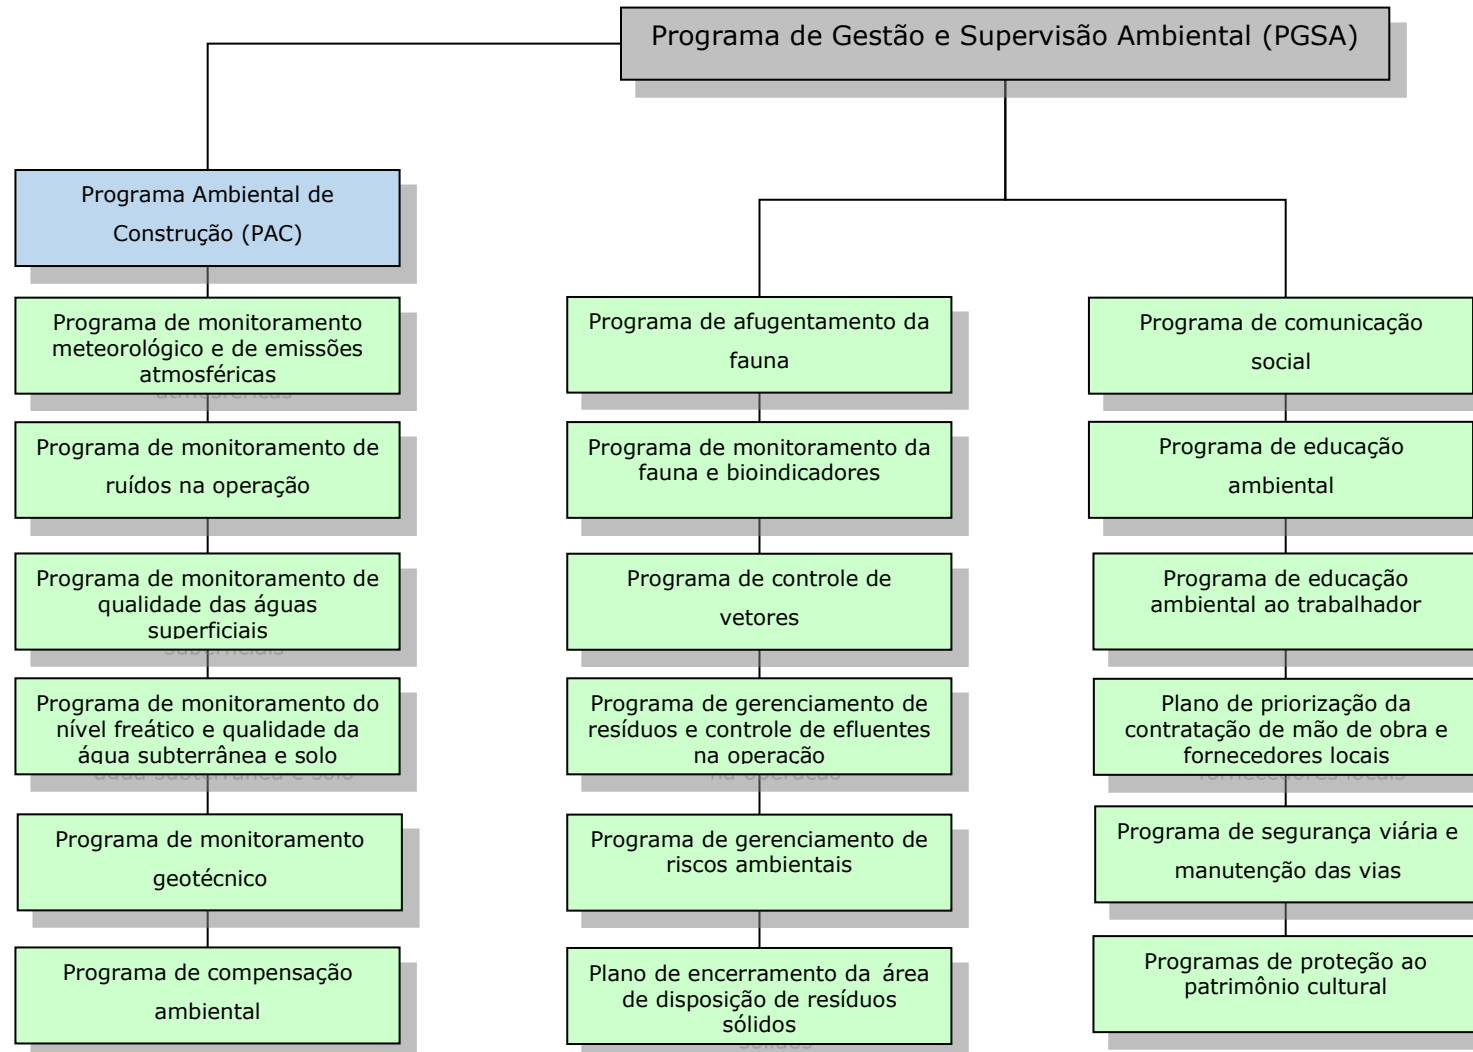 Programa de Gestão e Supervisão Ambiental (PGSA)
Programa Ambiental de
Construção (PAC)
Programa de monitoramento
meteorológico e de emissões
atmosféricas
Programa de monitoramento de
ruídos na operação
Programa de monitoramento de
qualidade das águas
superficiais
Programa de monitoramento do
nível freático e qualidade da
água subterrânea e solo
Programa de monitoramento
geotécnico
Programa de compensação
ambiental
Programa de afugentamento da
fauna
Programa de monitoramento da
fauna e bioindicadores
Programa de controle de
vetores
Programa de gerenciamento de
resíduos e controle de efluentes
na operação
Programa de gerenciamento de
riscos ambientais
Plano de encerramento da área
de disposição de resíduos
sólidos
Programa de comunicação
social
Programa de educação
ambiental
Programa de educação
ambiental ao trabalhador
Plano de priorização da
contratação de mão de obra e
fornecedores locais
Programa de segurança viária e
manutenção das vias
Programas de proteção ao
patrimônio cultural